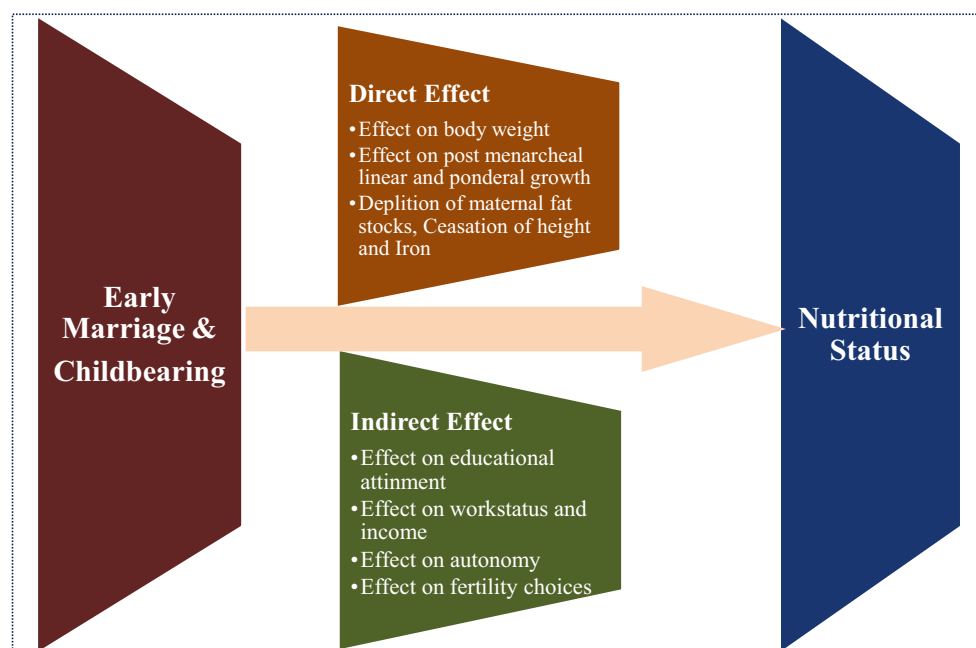 Early
Marriage &
Childbearing
Direct Effect
•Effect on body weight
•Effect on post menarcheal
linear and ponderal growth
•Deplition of maternal fat
stocks, Ceasation of height
and Iron
Indirect Effect
•Effect on educational
attinment
•Effect on workstatus and
income
•Effect on autonomy
•Effect on fertility choices
Nutritional
Status